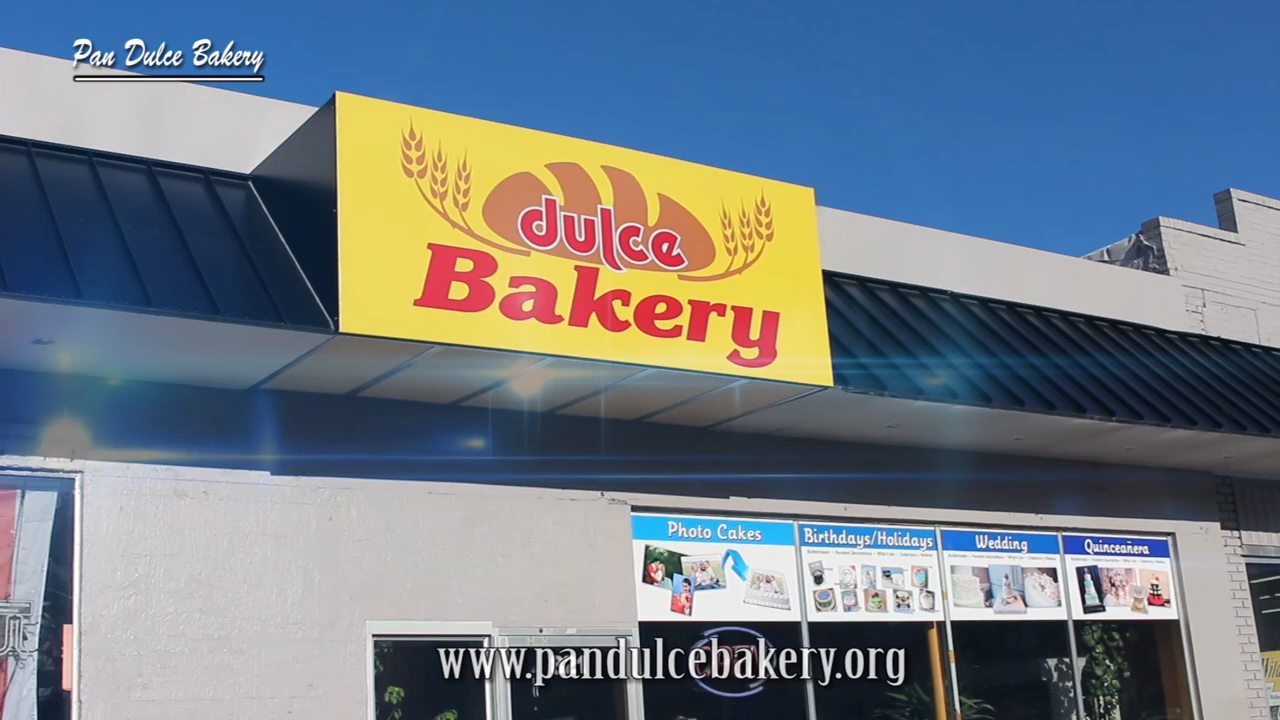 Pan Dulce Bakery
dulce
Bakery
Photo Cakes
Birthdays/Holidays
Wedding
Quinceañera
www.pandulcebakery.org